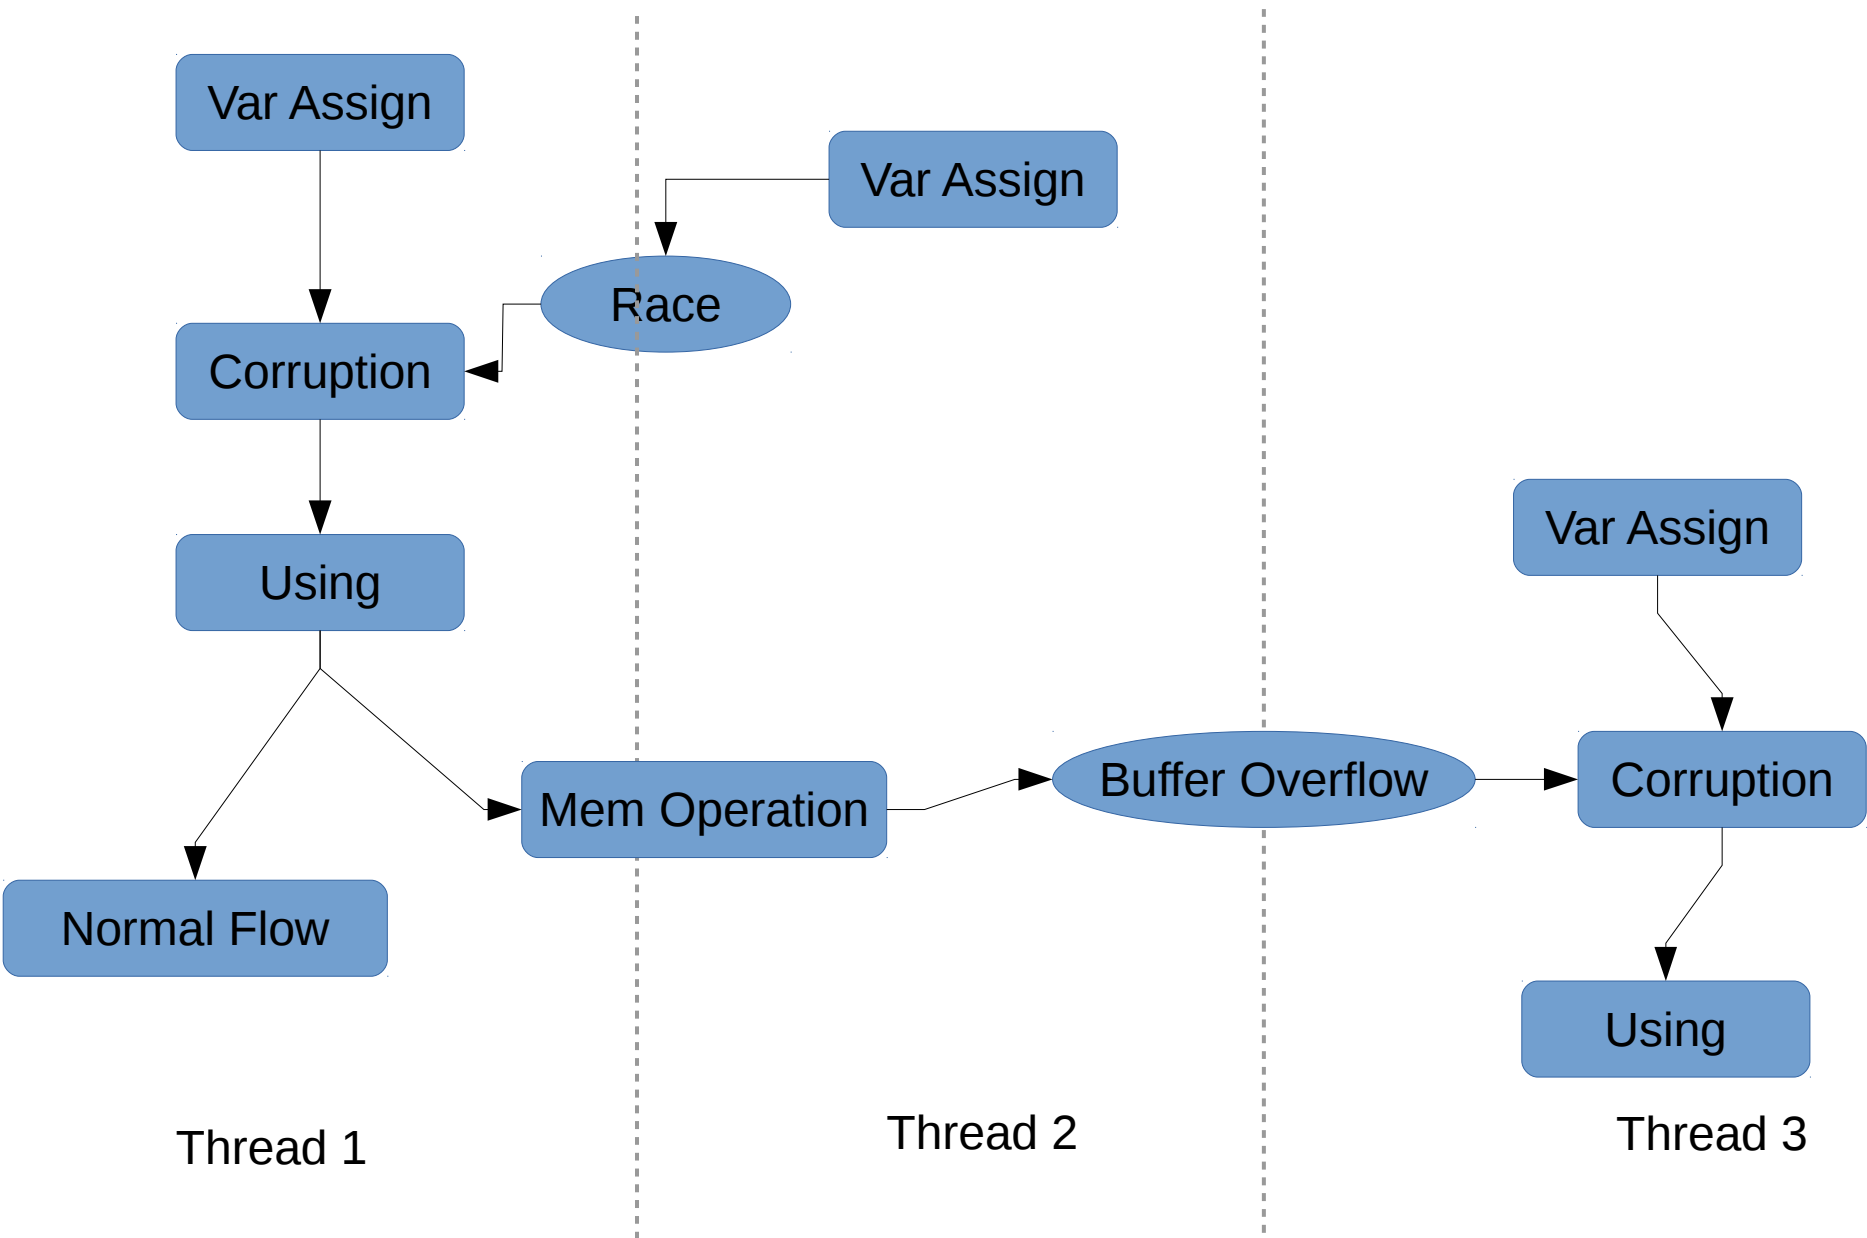 Var Assign
Var Assign
Race
Corruption
Using
Var Assign
Mem Operation
Buffer Overflow
Corruption
Normal Flow
Using
Thread 1
Thread 2
Thread 3